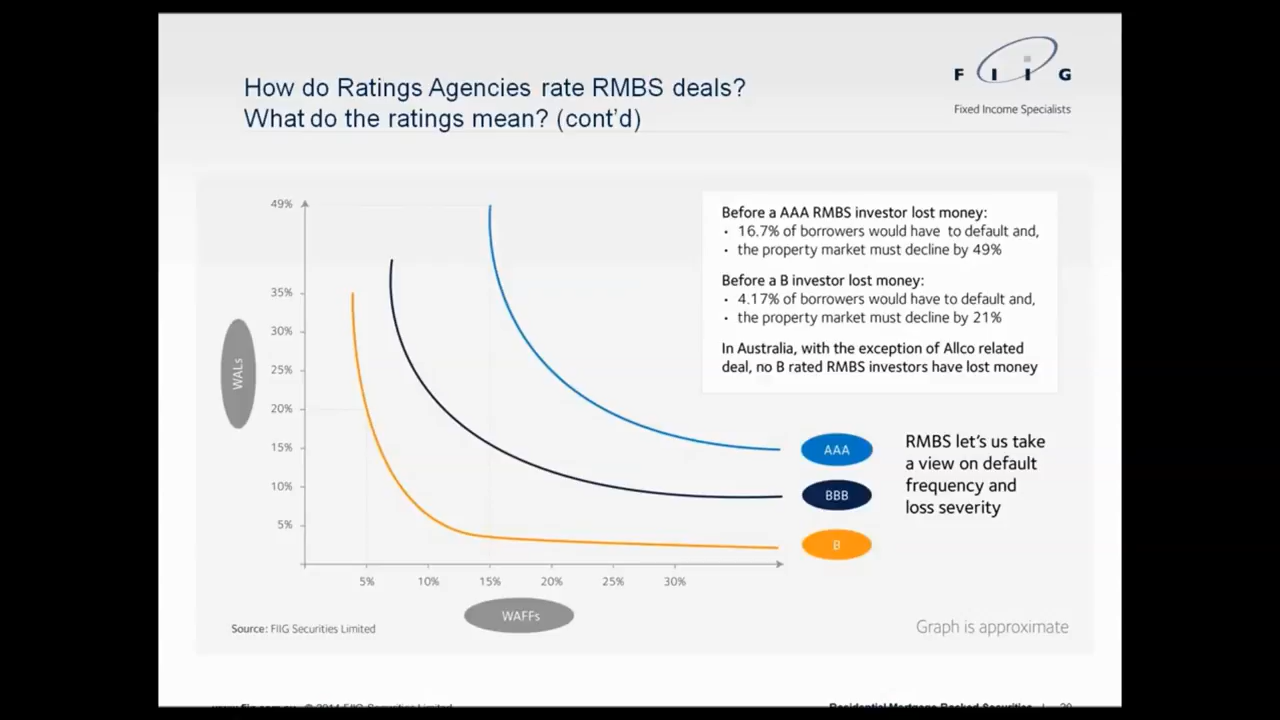 How do Ratings Agencies rate RMBS deals?
What do the ratings mean? (cont'd)
F I I G
Fixed Income Specialists
49%
35%
30%
25%
20%
15%
10%
5%
WALs
5%
10%
15%
20%
25%
30%
WAFFs
Before a AAA RMBS investor lost money:
• 16.7% of borrowers would have to default and,
• the property market must decline by 49%
Before a B investor lost money:
• 4.17% of borrowers would have to default and,
• the property market must decline by 21%
In Australia, with the exception of Allco related
deal, no B rated RMBS investors have lost money
AAA
BBB
B
RMBS let's us take
a view on default
frequency and
loss severity
Source: FIIG Securities Limited
Graph is approximate
© 2014 FIIG Securities Limited
Residential Mortgage Backed Securities |